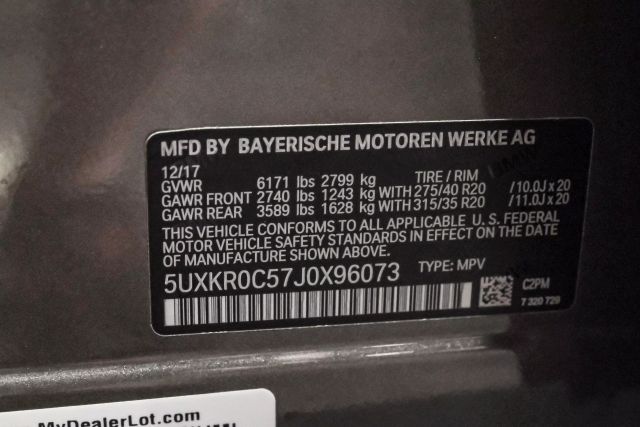 MFD BY BAYERISCHE MOTOREN WERKE AG
12/17
GVWR 6171 lbs 2799 kg TIRE / RIM
GAWR FRONT 2740 lbs 1243 kg WITH 275/40 R20 /10.0J x 20
GAWR REAR 3589 lbs 1628 kg WITH 315/35 R20 /11.0J x 20
THIS VEHICLE CONFORMS TO ALL APPLICABLE U.S. FEDERAL
MOTOR VEHICLE SAFETY STANDARDS IN EFFECT ON THE DATE
OF MANUFACTURE SHOWN ABOVE.
5UXKR0C57J0X96073 TYPE: MPV
C2PM
7 320 729
MyDealerLot.com